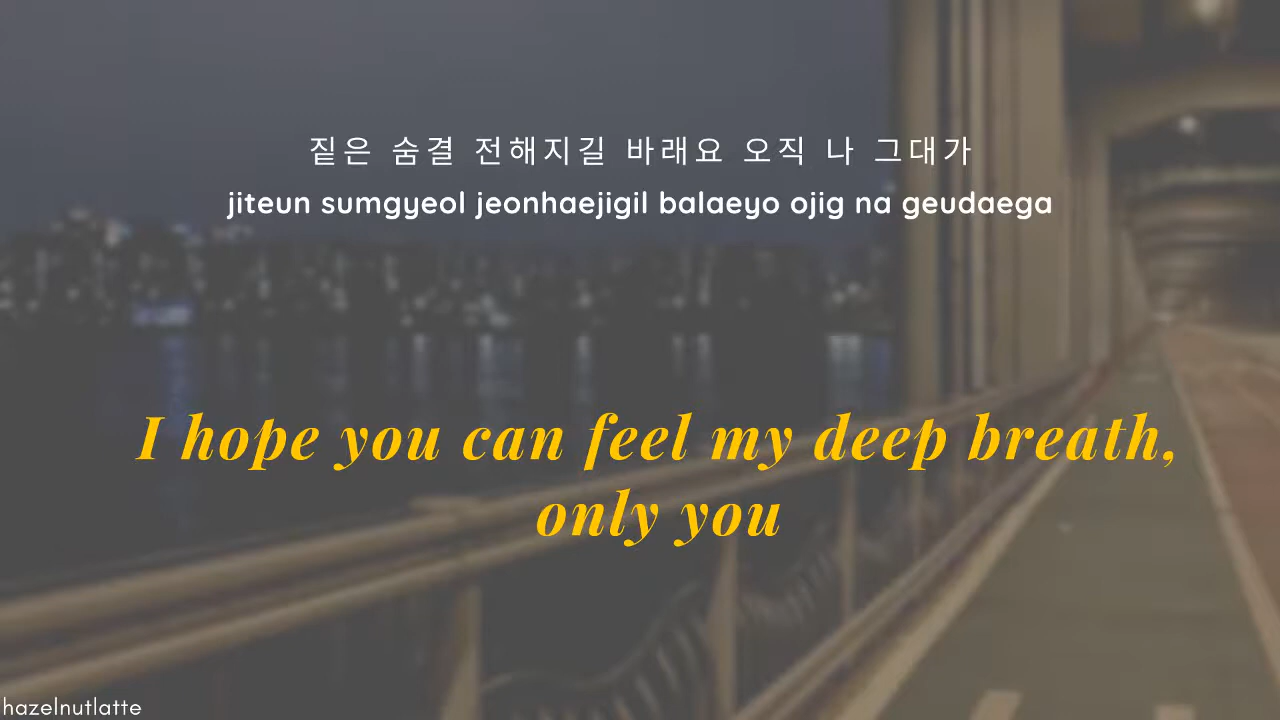 짙은 숨결 전해지길 바래요 오직 나 그대가
jiteun sumgyeol jeonhaejigil balaeyo ojig na geudaega
I hope you can feel my deep breath,
only you
hazelnutlatte